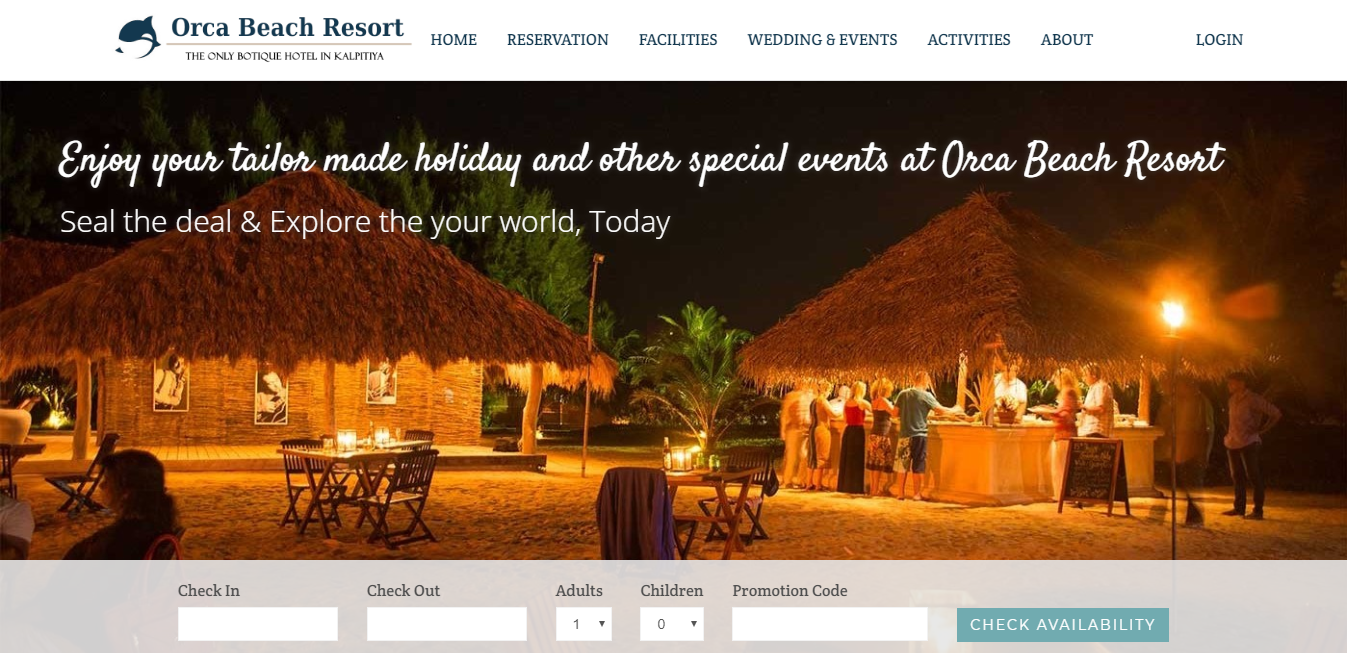 Orca Beach Resort
THE ONLY BOTIQUE HOTEL IN KALPITIYA
HOME RESERVATION FACILITIES WEDDING & EVENTS ACTIVITIES ABOUT LOGIN
Enjoy your tailor made holiday and other special events at Orca Beach Resort
Seal the deal & Explore the your world, Today
Check In Check Out Adults Children Promotion Code
1 0 CHECK AVAILABILITY